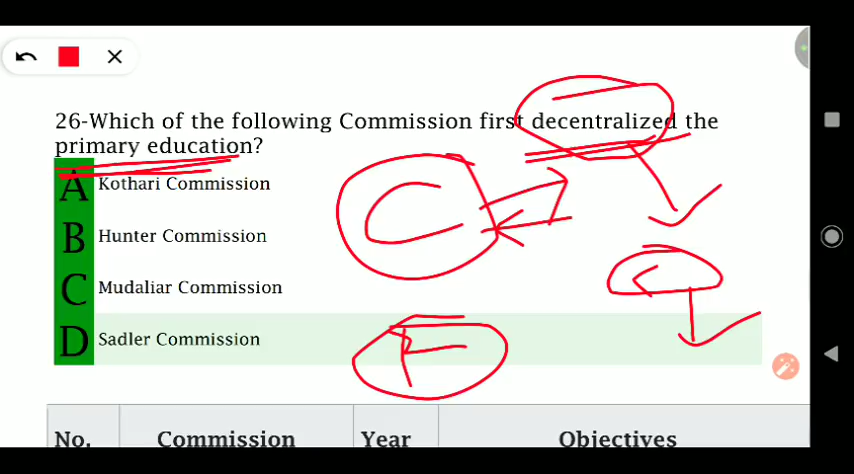 26-Which of the following Commission first decentralized the
primary education?
A Kothari Commission
B Hunter Commission
C Mudaliar Commission
D Sadler Commission
C
C
F
No. Commission Year Objectives